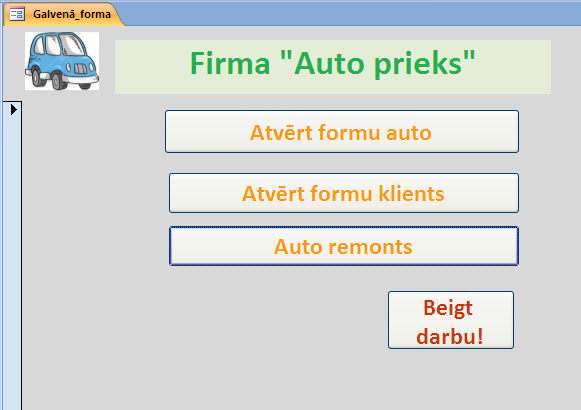 Galvenā_forma
Firma "Auto prieks"
Atvērt formu auto
Atvērt formu klients
Auto remonts
Beigt
darbu!